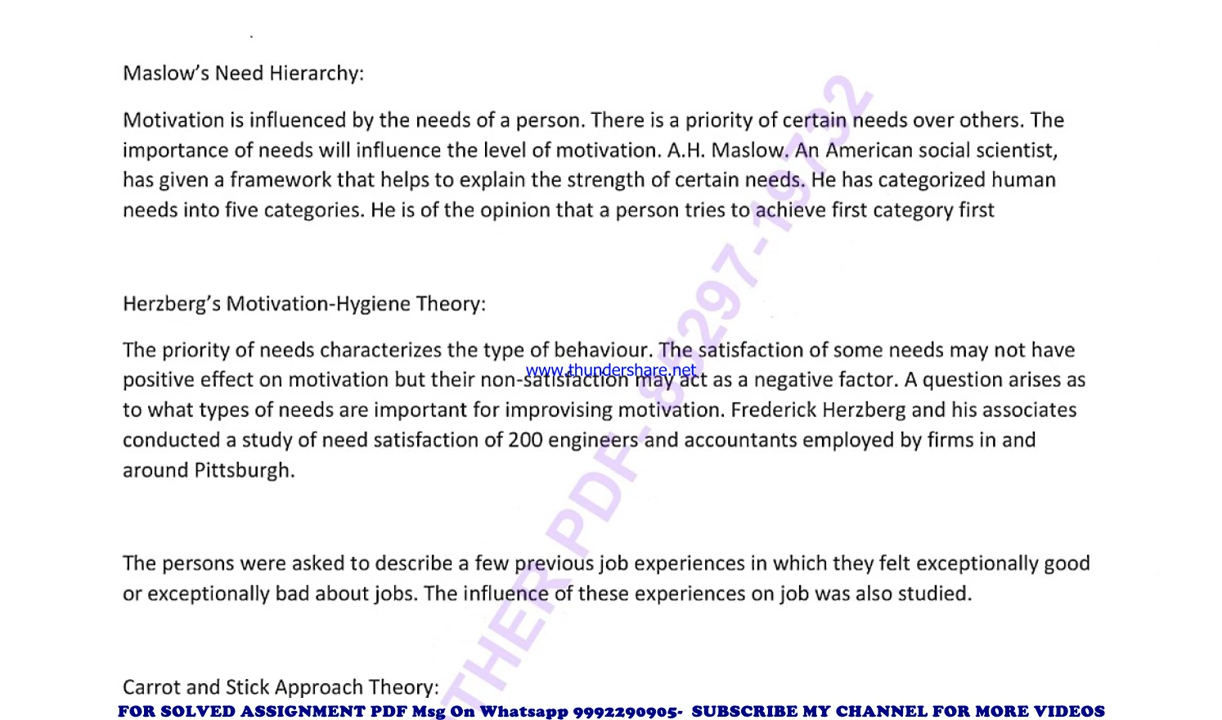 Maslow's Need Hierarchy:
Motivation is influenced by the needs of a person. There is a priority of certain needs over others. The
importance of needs will influence the level of motivation. A.H. Maslow. An American social scientist,
has given a framework that helps to explain the strength of certain needs. He has categorized human
needs into five categories. He is of the opinion that a person tries to achieve first category first
Herzberg's Motivation-Hygiene Theory:
The priority of needs characterizes the type of behaviour. The satisfaction of some needs may not have
www.thundershare.net
positive effect on motivation but their non-satisfaction may act as a negative factor. A question arises as
to what types of needs are important for improvising motivation. Frederick Herzberg and his associates
conducted a study of need satisfaction of 200 engineers and accountants employed by firms in and
around Pittsburgh.
The persons were asked to describe a few previous job experiences in which they felt exceptionally good
or exceptionally bad about jobs. The influence of these experiences on job was also studied.
Carrot and Stick Approach Theory:
THER PDF- 85297-19732
FOR SOLVED ASSIGNMENT PDF Msg On Whatsapp 9992290905- SUBSCRIBE MY CHANNEL FOR MORE VIDEOS